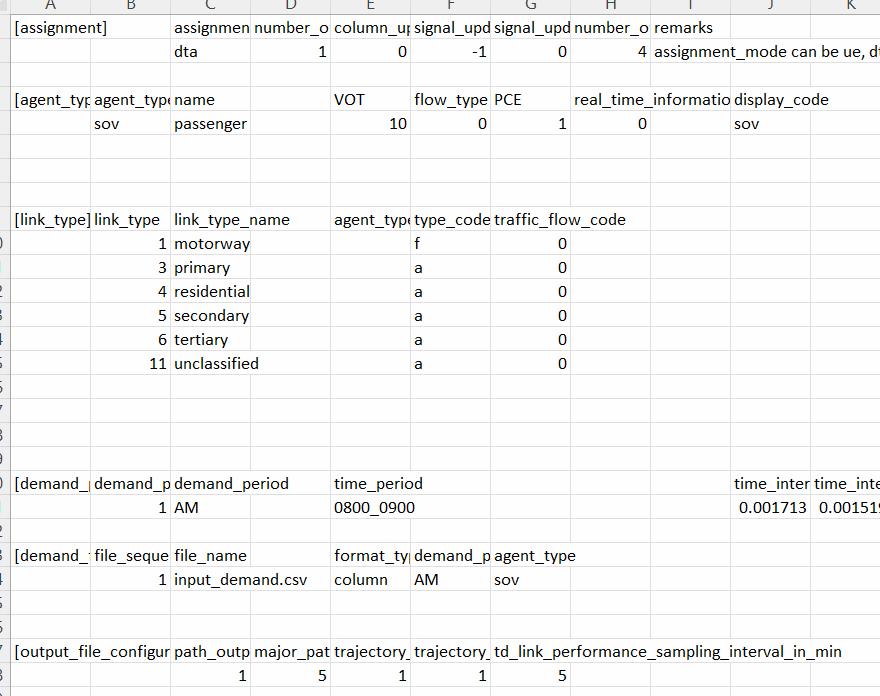 A B C D E F G H I J K
[assignment] assignmen number_o column_up signal_upd signal_upd number_o remarks
dta 1 0 -1 0 4 assignment_mode can be ue, d
[agent_typ agent_type name VOT flow_type PCE real_time_informatio display_code
sov passenger 10 0 1 0 sov
[link_type] link_type link_type_name agent_type type_code traffic_flow_code
1 motorway f 0
3 primary a 0
4 residential a 0
5 secondary a 0
6 tertiary a 0
11 unclassified a 0
[demand_ demand_p demand_period time_period time_inter time_inte
1 AM 0800_0900 0.001713 0.001519
[demand_ file_seque file_name format_typ demand_p agent_type
1 input_demand.csv column AM sov
[output_file_configur path_outp major_pat trajectory_ trajectory_ td_link_performance_sampling_interval_in_min
1 5 1 1 5